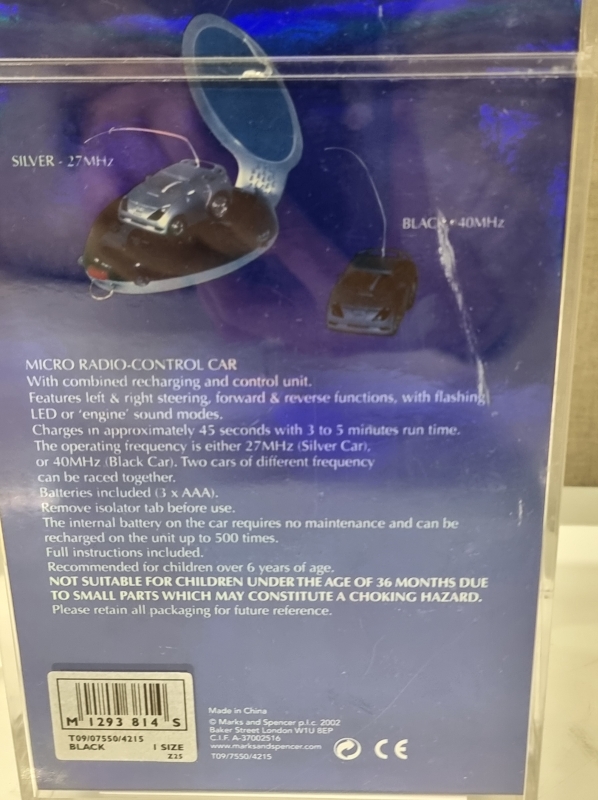 SILVER - 27MHz
BLACK - 40MHz
MICRO RADIO-CONTROL CAR
With combined recharging and control unit.
Features left & right steering, forward & reverse functions, with flashing
LED or 'engine' sound modes.
Charges in approximately 45 seconds with 3 to 5 minutes run time.
The operating frequency is either 27MHz (Silver Car),
or 40MHz (Black Car). Two cars of different frequency
can be raced together.
Batteries included (3 x AAA).
Remove isolator tab before use.
The internal battery on the car requires no maintenance and can be
recharged on the unit up to 500 times.
Full instructions included.
Recommended for children over 6 years of age.
NOT SUITABLE FOR CHILDREN UNDER THE AGE OF 36 MONTHS DUE
TO SMALL PARTS WHICH MAY CONSTITUTE A CHOKING HAZARD.
Please retain all packaging for future reference.
M 1293 814 S
T09/07550/4215
BLACK 1 SIZE
Z25
Made in China
© Marks and Spencer p.l.c. 2002
Baker Street London W1U 8EP
C.I.F. A-37002516
www.marksandspencer.com
T09/7550/4215
CE